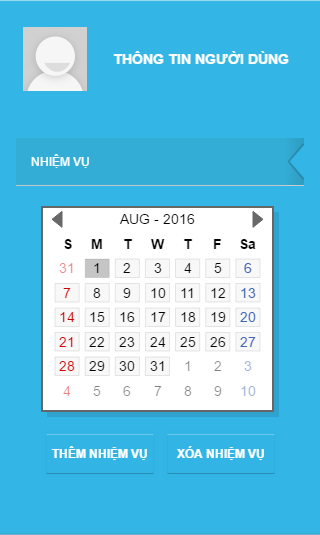 THÔNG TIN NGƯỜI DÙNG
NHIỆM VỤ
AUG - 2016
S M T W T F Sa
31 1 2 3 4 5 6
7 8 9 10 11 12 13
14 15 16 17 18 19 20
21 22 23 24 25 26 27
28 29 30 31 1 2 3
4 5 6 7 8 9 10
THÊM NHIỆM VỤ XÓA NHIỆM VỤ